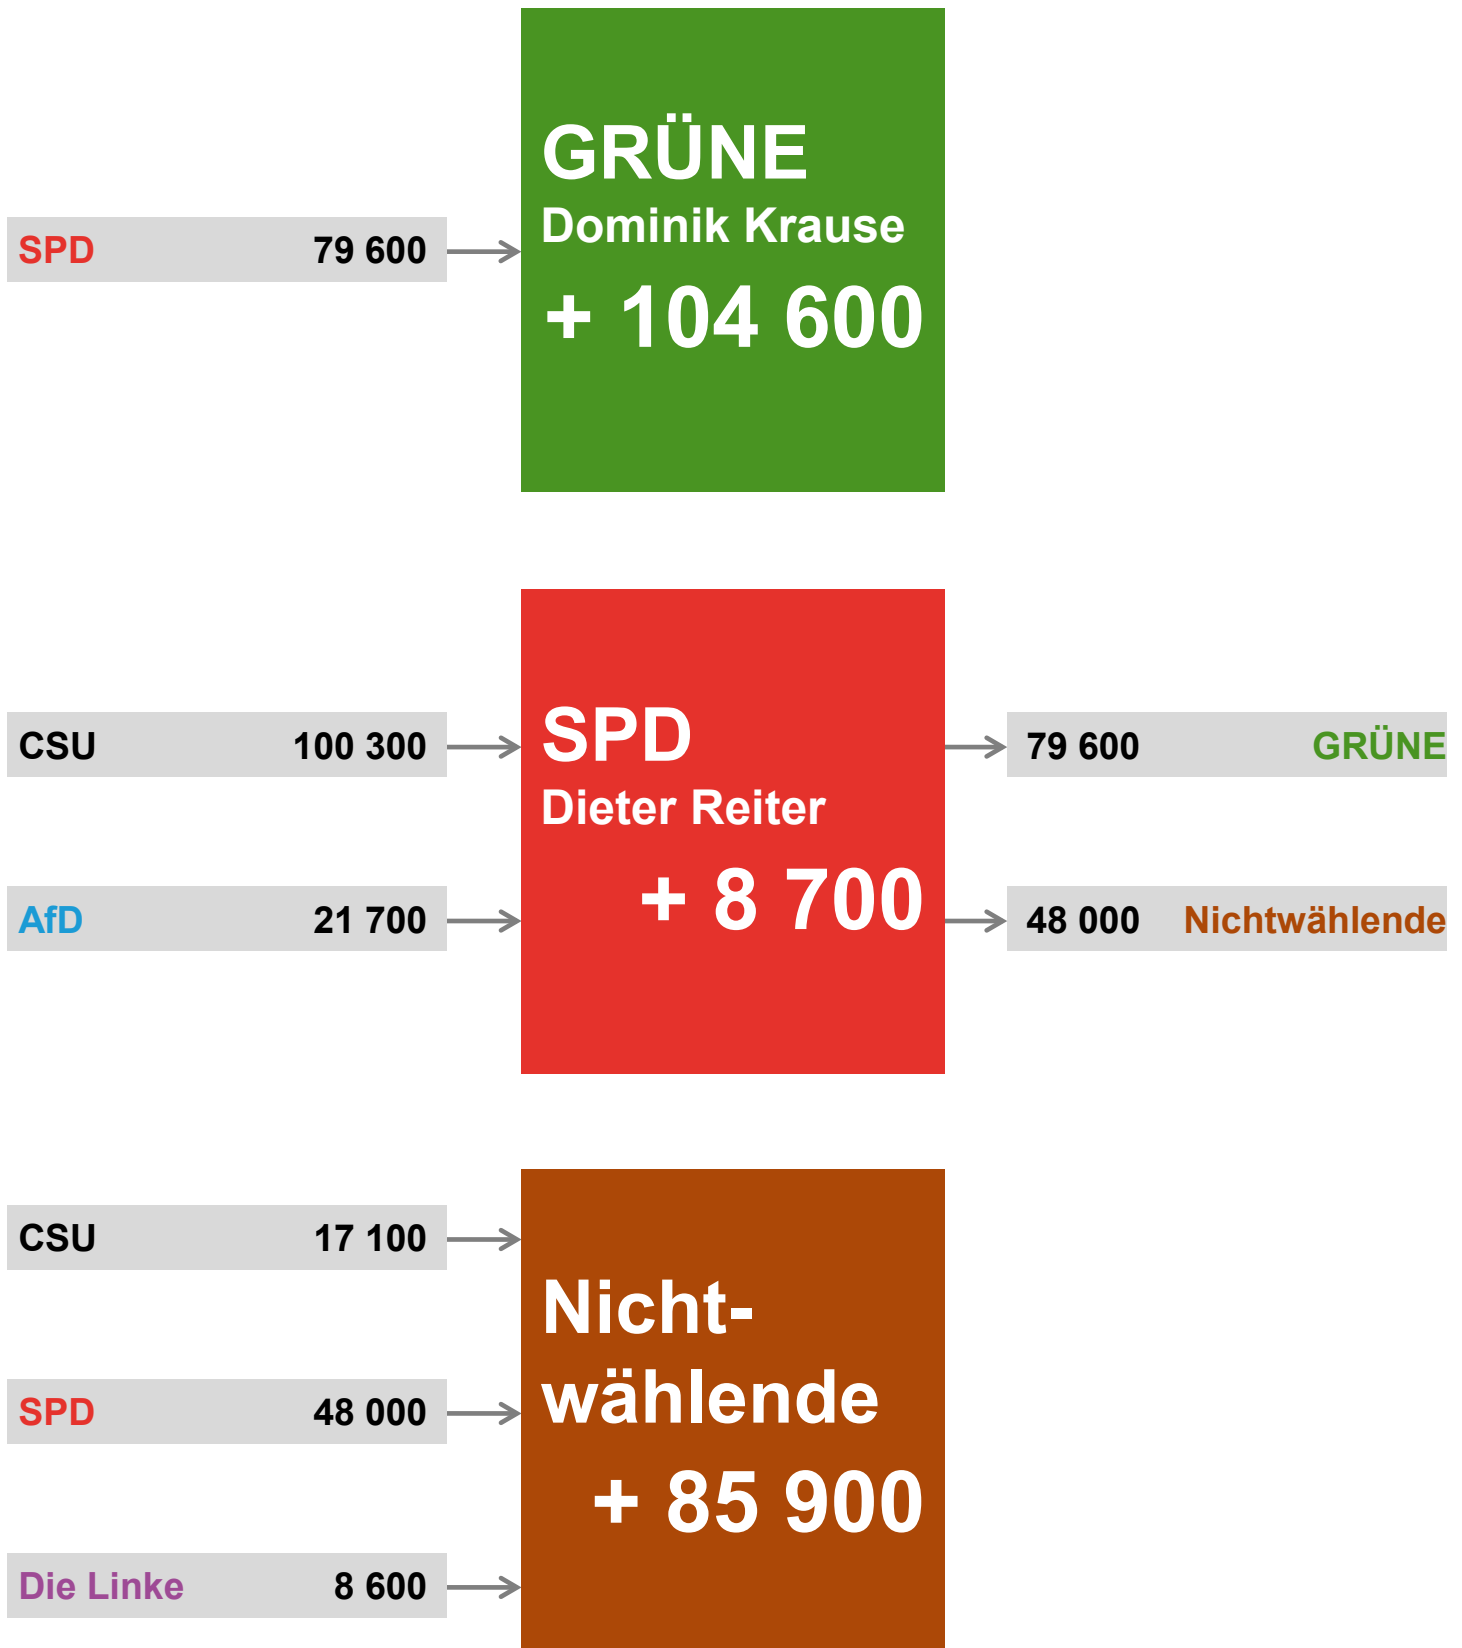 GRÜNE
Dominik Krause
SPD 79 600
+ 104 600
SPD
CSU 100 300
79 600 GRÜNE
Dieter Reiter
+ 8 700
AfD 21 700
48 000 Nichtwählende
CSU 17 100
Nicht-
wählende
SPD 48 000
+ 85 900
Die Linke 8 600